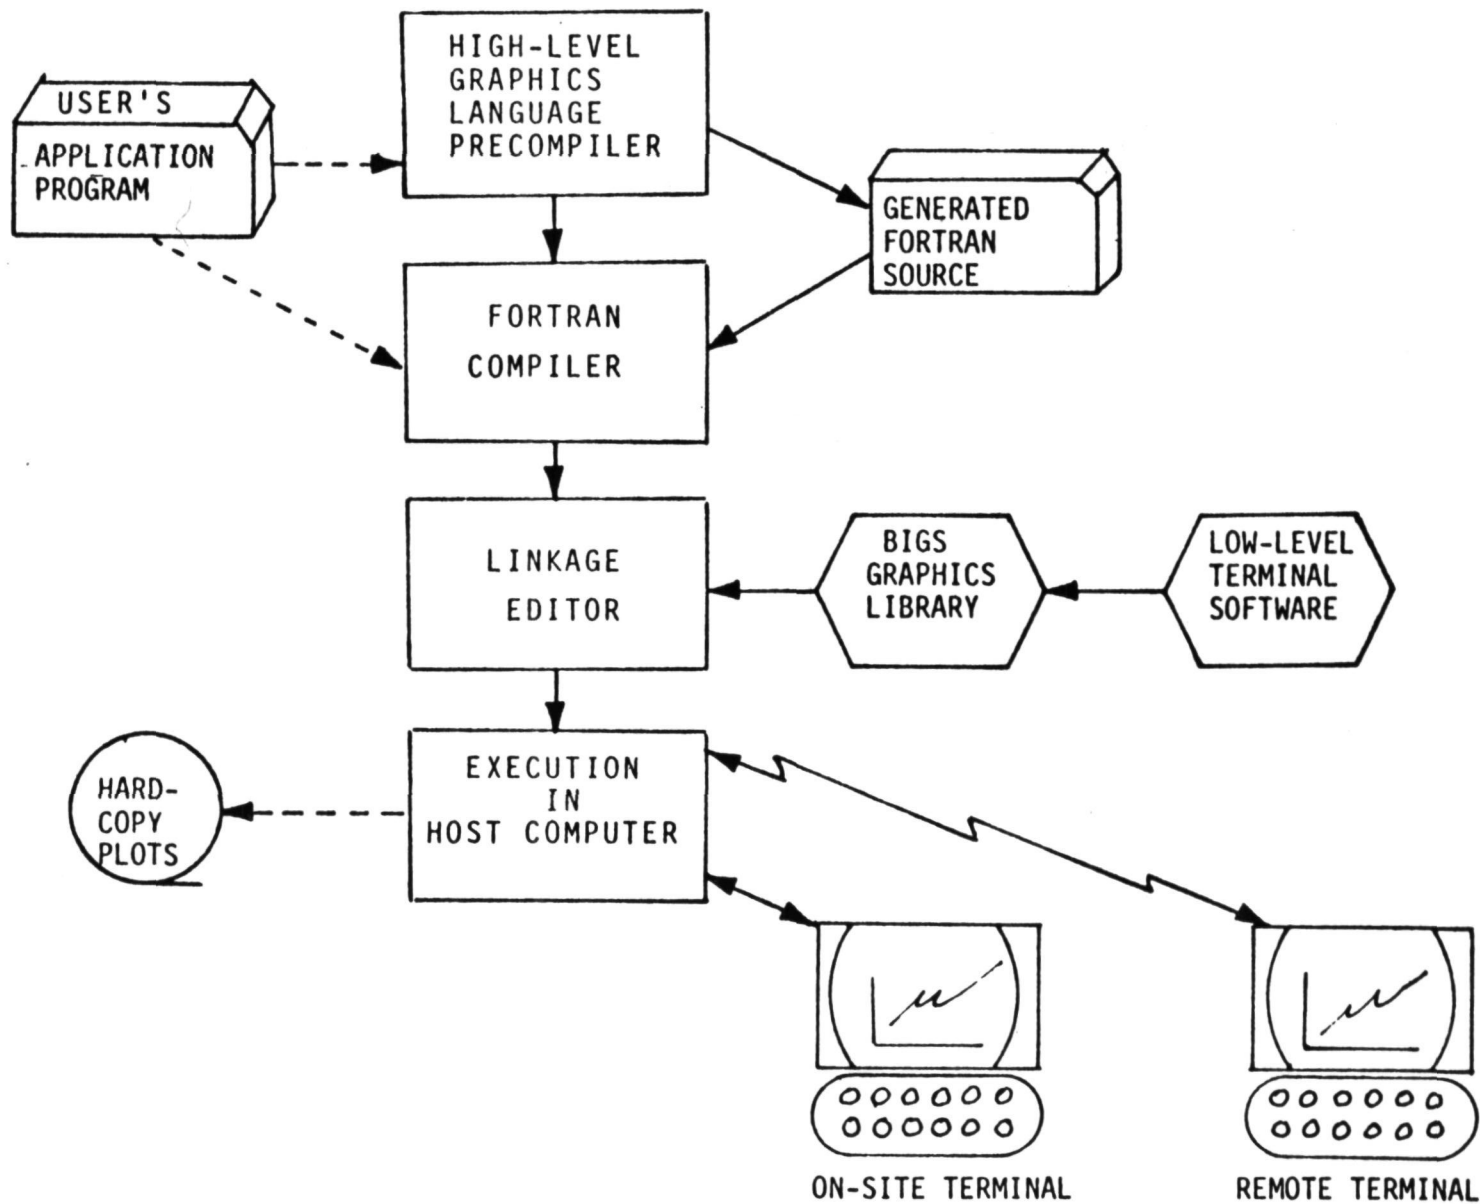 HIGH-LEVEL
GRAPHICS
LANGUAGE
PRECOMPILER
USER'S
APPLICATION
PROGRAM
GENERATED
FORTRAN
SOURCE
FORTRAN
COMPILER
LINKAGE
EDITOR
BIGS
GRAPHICS
LIBRARY
LOW-LEVEL
TERMINAL
SOFTWARE
EXECUTION
IN
HOST COMPUTER
HARD-
COPY
PLOTS
ON-SITE TERMINAL
REMOTE TERMINAL